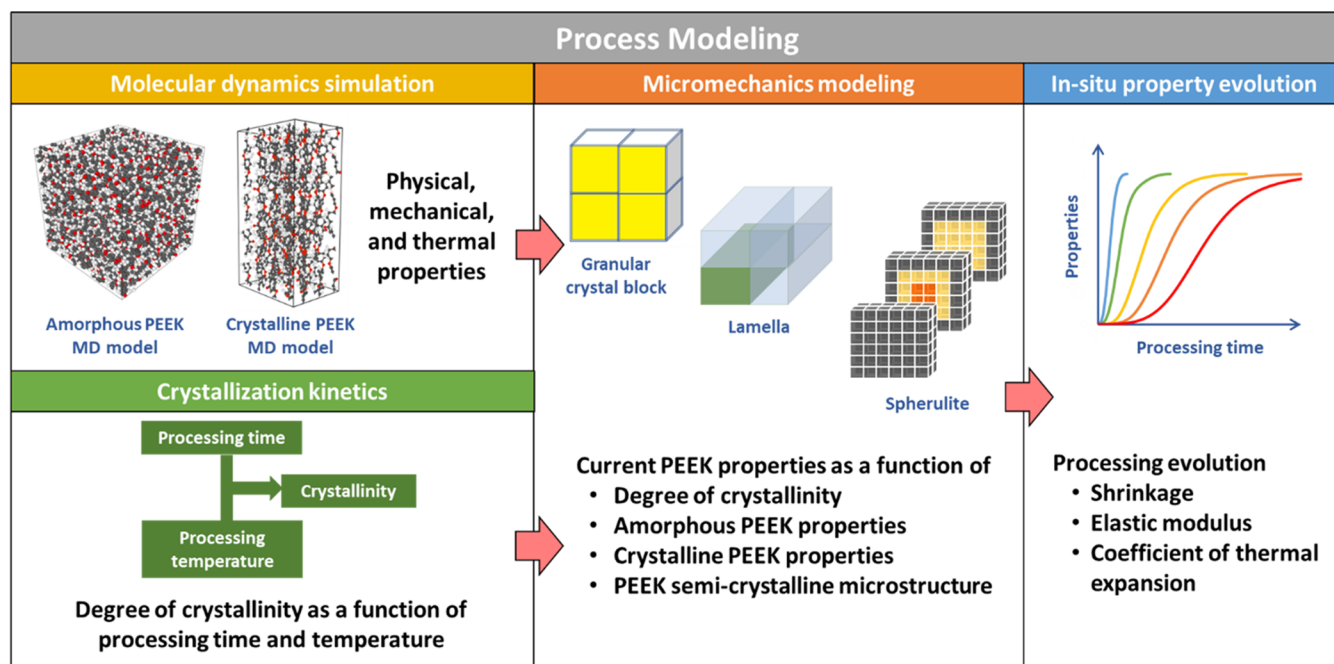 Process Modeling
Molecular dynamics simulation
Amorphous PEEK
MD model
Crystalline PEEK
MD model
Physical,
mechanical,
and thermal
properties
Crystallization kinetics
Processing time
Crystallinity
Processing
temperature
Degree of crystallinity as a function of
processing time and temperature
Micromechanics modeling
Granular
crystal block
Lamella
Spherulite
Current PEEK properties as a function of
• Degree of crystallinity
• Amorphous PEEK properties
• Crystalline PEEK properties
• PEEK semi-crystalline microstructure
In-situ property evolution
Properties
Processing time
Processing evolution
• Shrinkage
• Elastic modulus
• Coefficient of thermal
expansion